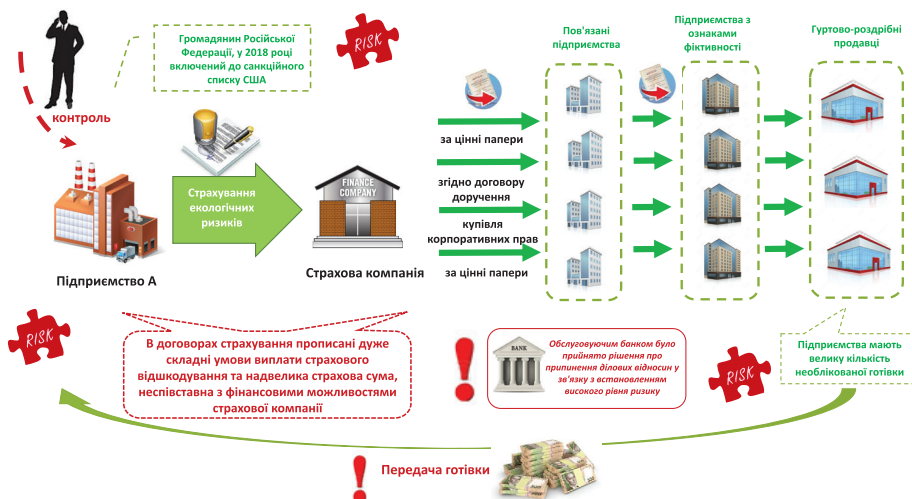 Громадянин Російської
Федерації, у 2018 році
включений до санкційного
списку США
RISK
Пов'язані
підприємства
Підприємства з
ознаками
фіктивності
Гуртово-роздрібні
продавці
контроль
за цінні папери
Страхування
екологічних
ризиків
FINANCE
COMPANY
згідно договору
доручення
купівля
корпоративних прав
за цінні папери
Підприємство А
Страхова компанія
RISK
В договорах страхування прописані дуже
складні умови виплати страхового
відшкодування та надвелика страхова сума,
неспівставна з фінансовими можливостями
страхової компанії
BANK
Обслуговуючим банком було
прийнято рішення про
припинення ділових відносин у
зв'язку з встановленням
високого рівня ризику
RISK
Підприємства мають
велику кількість
необлікованої готівки
Передача готівки